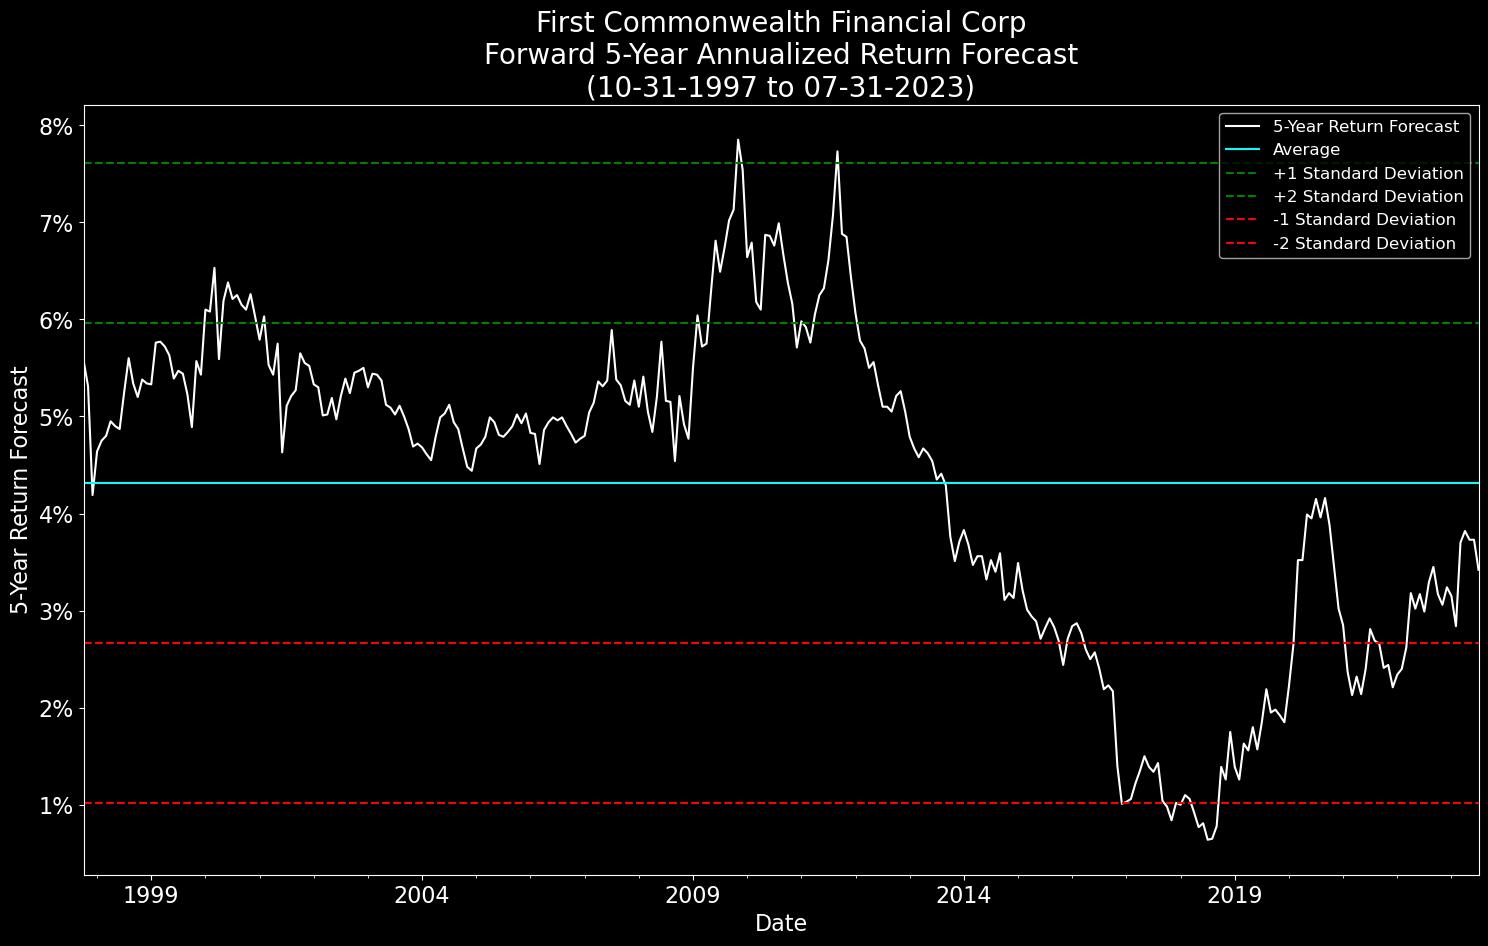 First Commonwealth Financial Corp
Forward 5-Year Annualized Return Forecast
(10-31-1997 to 07-31-2023)
8%
7%
6%
5%
4%
3%
2%
1%
5-Year Return Forecast
5-Year Return Forecast
Average
+1 Standard Deviation
+2 Standard Deviation
-1 Standard Deviation
-2 Standard Deviation
1999 2004 2009 2014 2019
Date